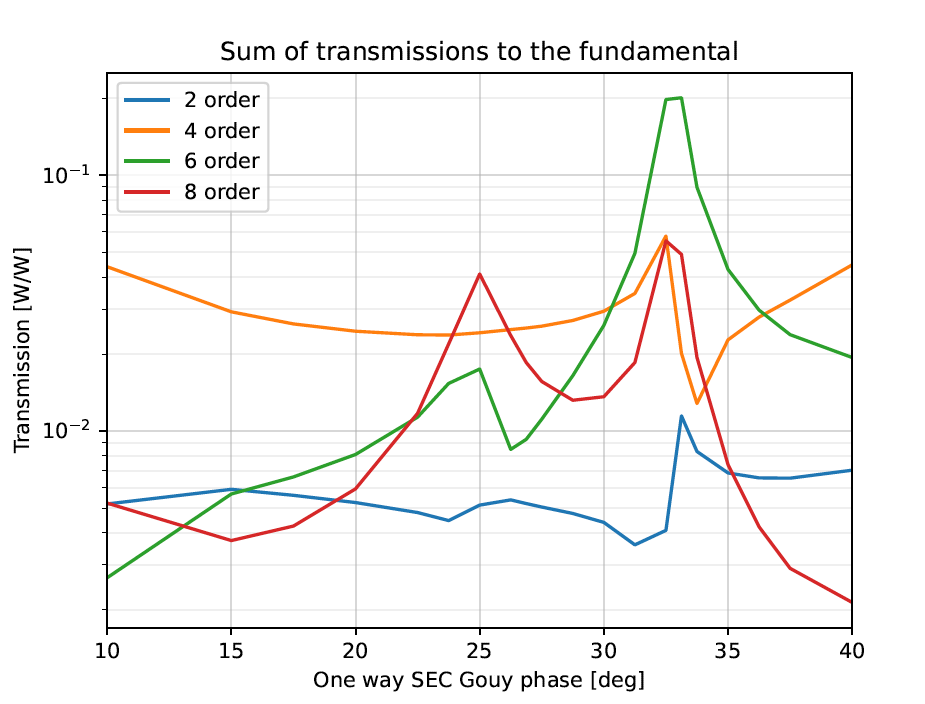 Sum of transmissions to the fundamental
2 order
4 order
6 order
8 order
10⁻¹
10⁻²
Transmission [W/W]
10 15 20 25 30 35 40
One way SEC Gouy phase [deg]